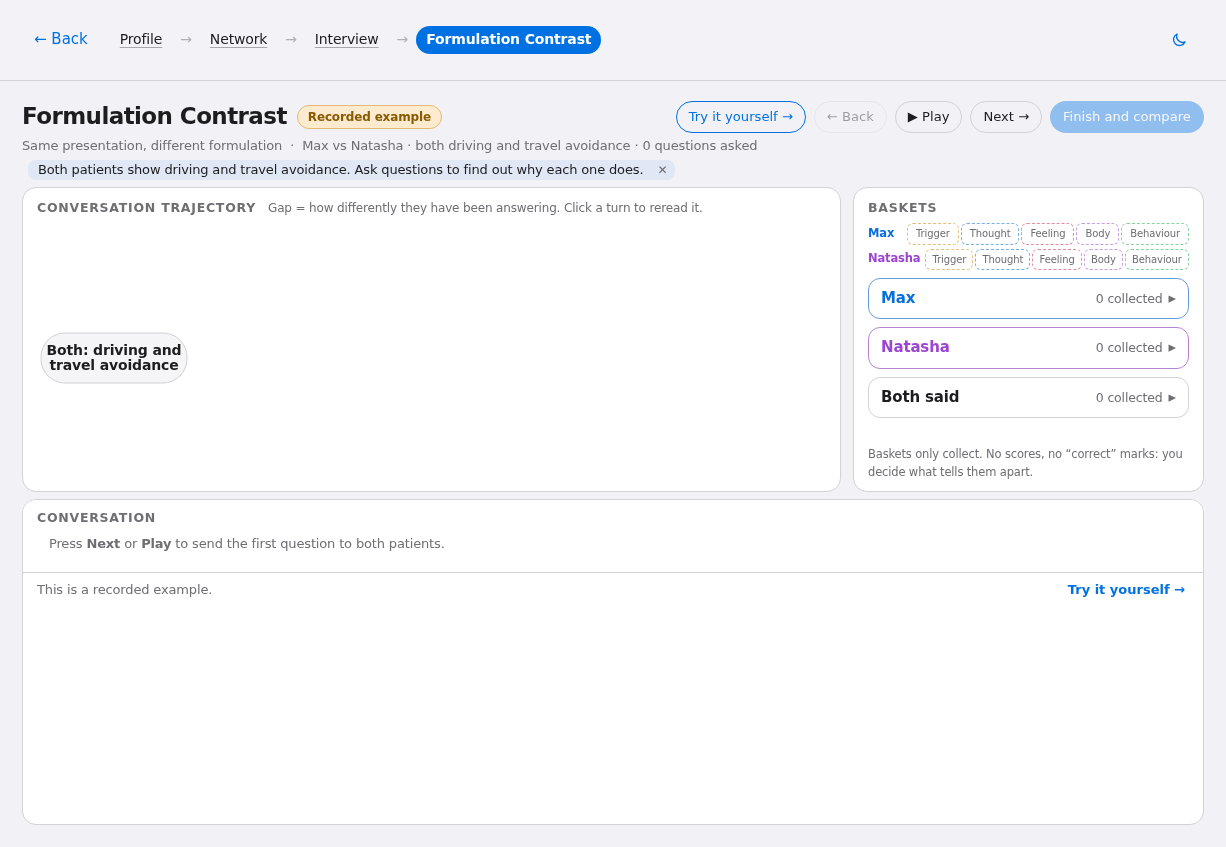 ← Back Profile → Network → Interview → Formulation Contrast
Formulation Contrast Recorded example Try it yourself → ← Back ▶ Play Next → Finish and compare
Same presentation, different formulation · Max vs Natasha · both driving and travel avoidance · 0 questions asked
Both patients show driving and travel avoidance. Ask questions to find out why each one does. ✕
CONVERSATION TRAJECTORY Gap = how differently they have been answering. Click a turn to reread it.
Both: driving and
travel avoidance
BASKETS
Max Trigger Thought Feeling Body Behaviour
Natasha Trigger Thought Feeling Body Behaviour
Max 0 collected ▶
Natasha 0 collected ▶
Both said 0 collected ▶
Baskets only collect. No scores, no “correct” marks: you
decide what tells them apart.
CONVERSATION
Press Next or Play to send the first question to both patients.
This is a recorded example. Try it yourself →